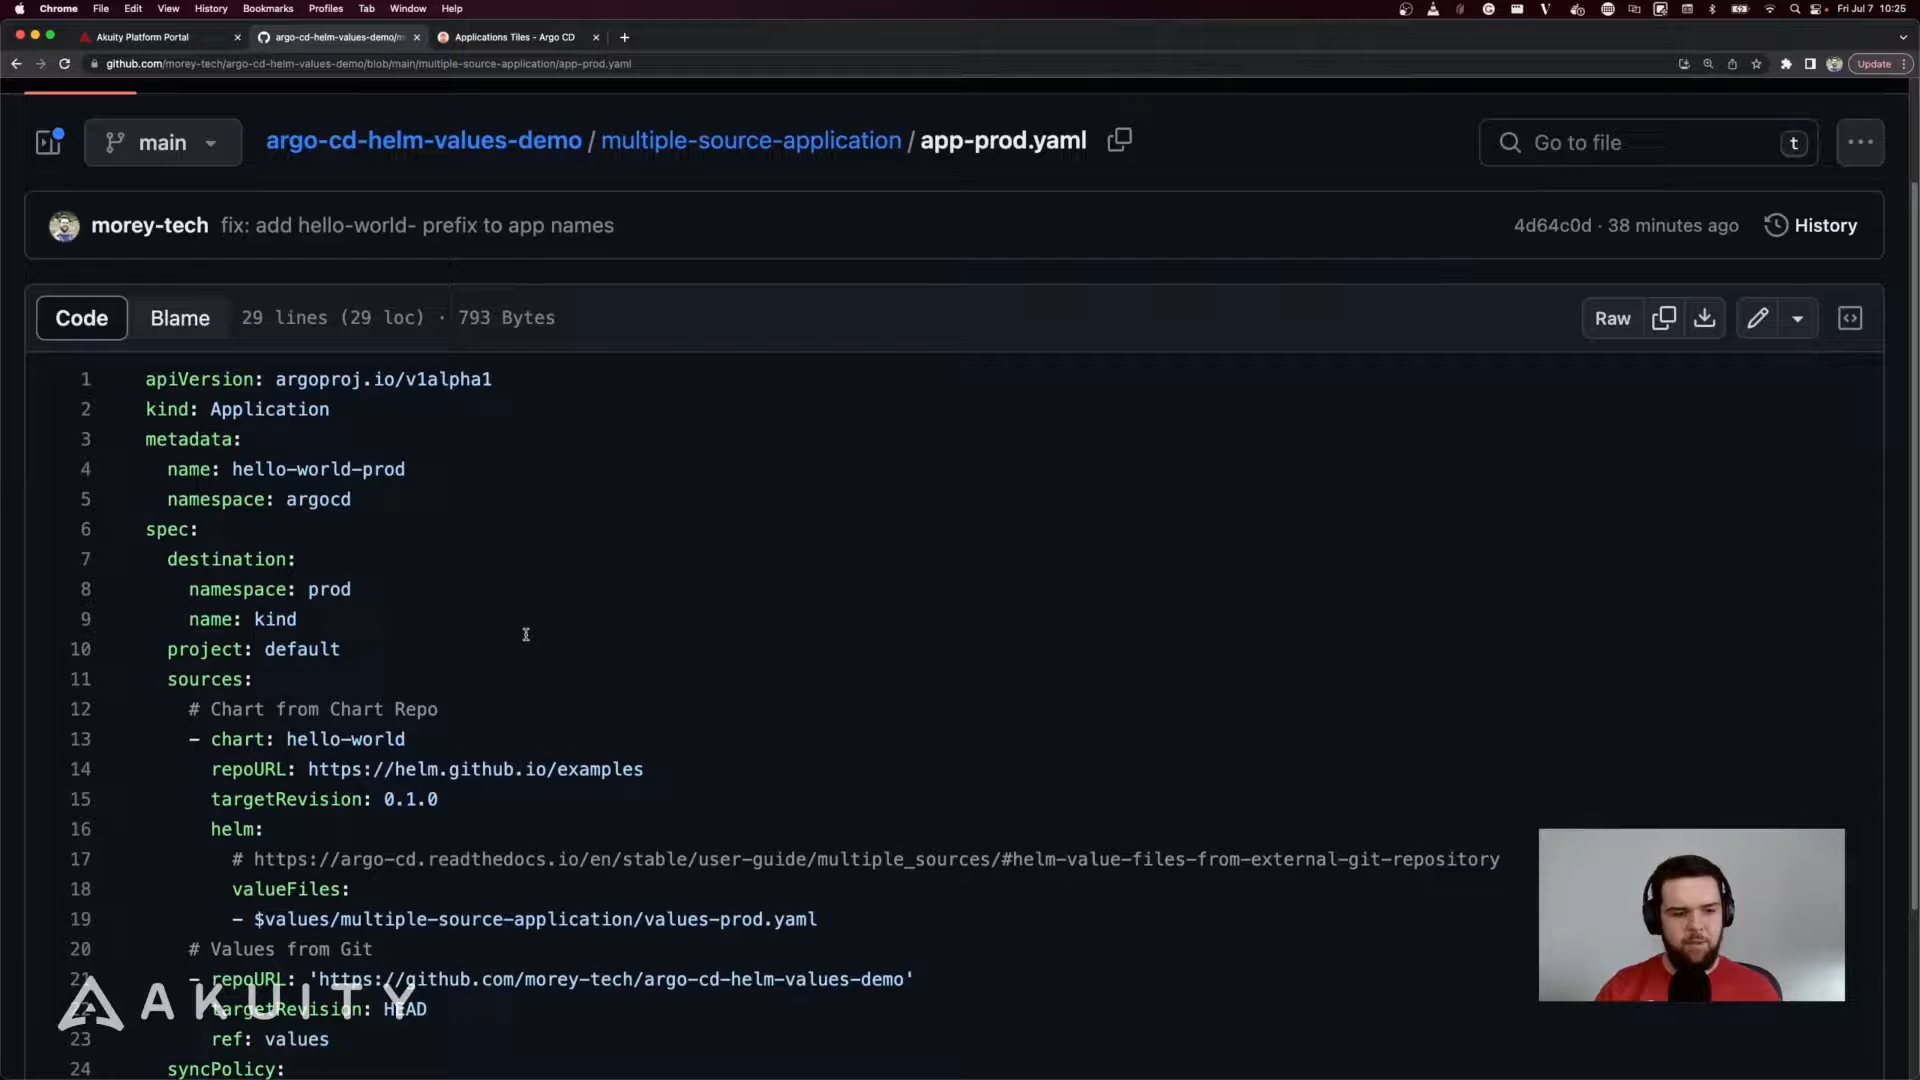 Chrome File Edit View History Bookmarks Profiles Tab Window Help Fri Jul 7 10:25
Akuity Platform Portal argo-cd-helm-values-demo/m Applications Tiles - Argo CD
github.com/morey-tech/argo-cd-helm-values-demo/blob/main/multiple-source-application/app-prod.yaml Update
main argo-cd-helm-values-demo / multiple-source-application / app-prod.yaml Go to file t
morey-tech fix: add hello-world- prefix to app names 4d64c0d · 38 minutes ago History
Code Blame 29 lines (29 loc) · 793 Bytes Raw
1 apiVersion: argoproj.io/v1alpha1
2 kind: Application
3 metadata:
4 name: hello-world-prod
5 namespace: argocd
6 spec:
7 destination:
8 namespace: prod
9 name: kind
10 project: default
11 sources:
12 # Chart from Chart Repo
13 - chart: hello-world
14 repoURL: https://helm.github.io/examples
15 targetRevision: 0.1.0
16 helm:
17 # https://argo-cd.readthedocs.io/en/stable/user-guide/multiple_sources/#helm-value-files-from-external-git-repository
18 valueFiles:
19 - $values/multiple-source-application/values-prod.yaml
20 # Values from Git
21 - repoURL: 'https://github.com/morey-tech/argo-cd-helm-values-demo'
22 targetRevision: HEAD
23 ref: values
24 syncPolicy:
AKUITY